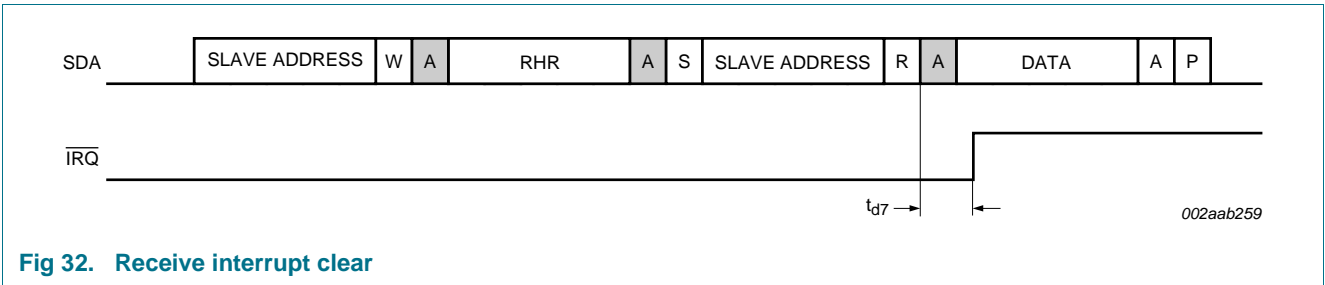 SDA SLAVE ADDRESS W A RHR A S SLAVE ADDRESS R A DATA A P
IRQ
td7
002aab259
Fig 32. Receive interrupt clear